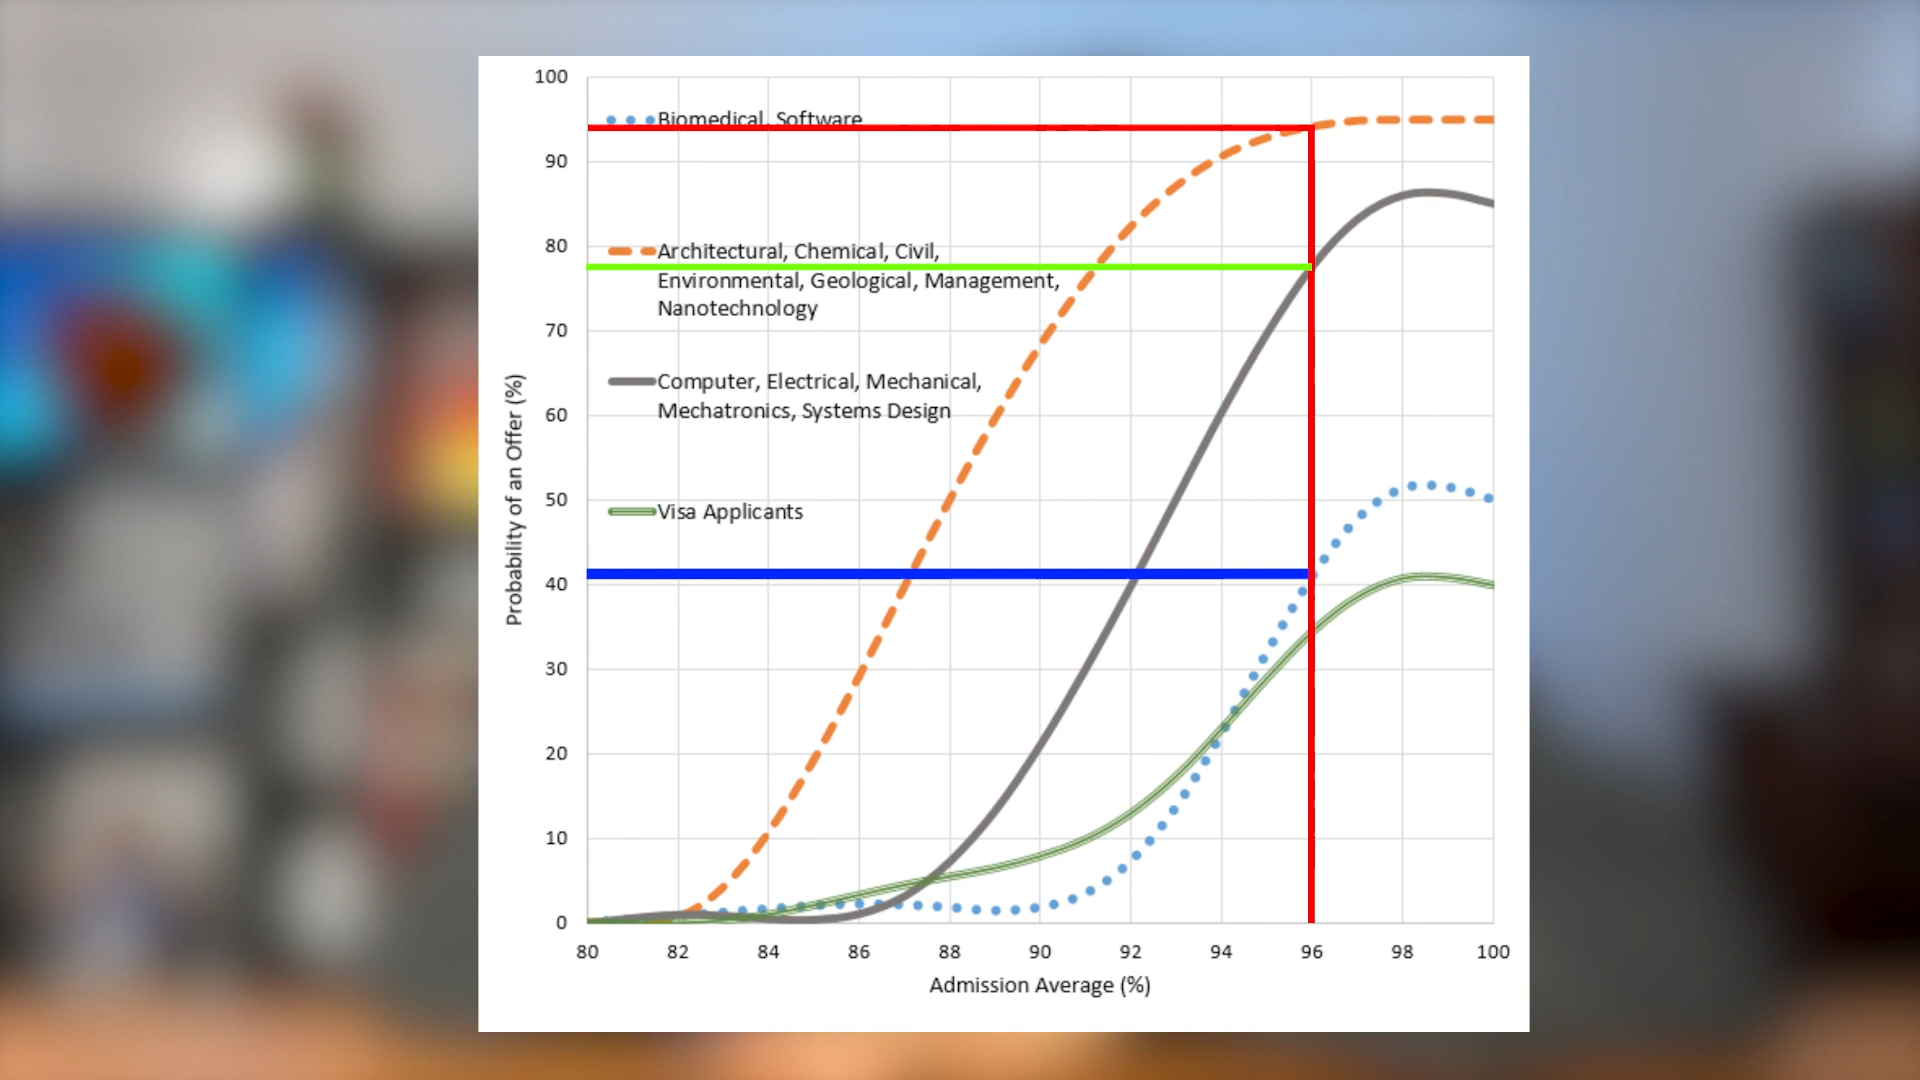 100
90
80
70
60
50
40
30
20
10
0
Probability of an Offer (%)
Biomedical, Software
Architectural, Chemical, Civil,
Environmental, Geological, Management,
Nanotechnology
Computer, Electrical, Mechanical,
Mechatronics, Systems Design
Visa Applicants
80 82 84 86 88 90 92 94 96 98 100
Admission Average (%)